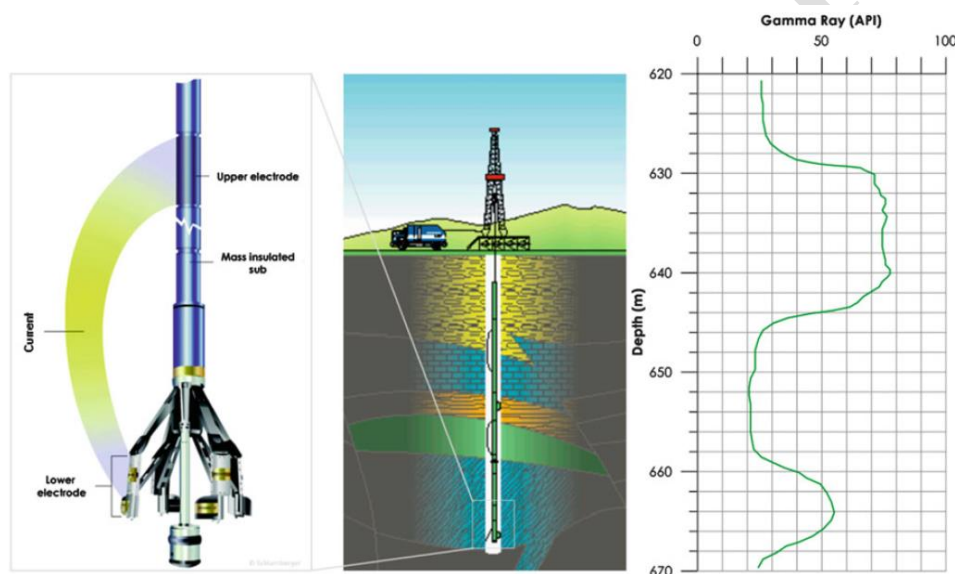 Upper electrode
Mass insulated
sub
Current
Lower
electrode
© Schlumberger
Gamma Ray (API)
0 50 100
Depth (m)
620
630
640
650
660
670